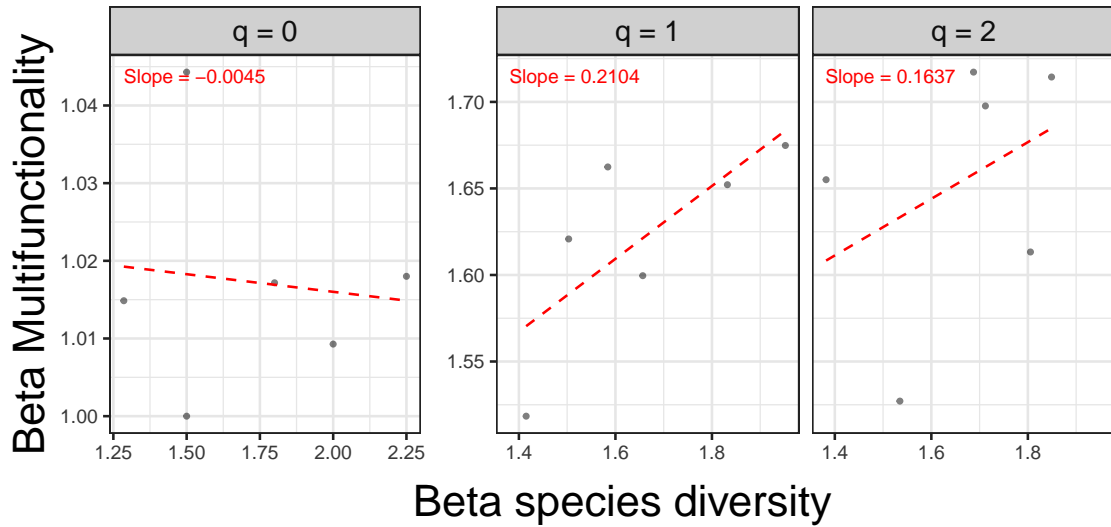 q = 0
q = 1
q = 2
Slope = −0.0045
Slope = 0.2104
Slope = 0.1637
Beta Multifunctionality
1.04
1.03
1.02
1.01
1.00
1.70
1.65
1.60
1.55
1.25
1.50
1.75
2.00
2.25
1.4
1.6
1.8
1.4
1.6
1.8
Beta species diversity